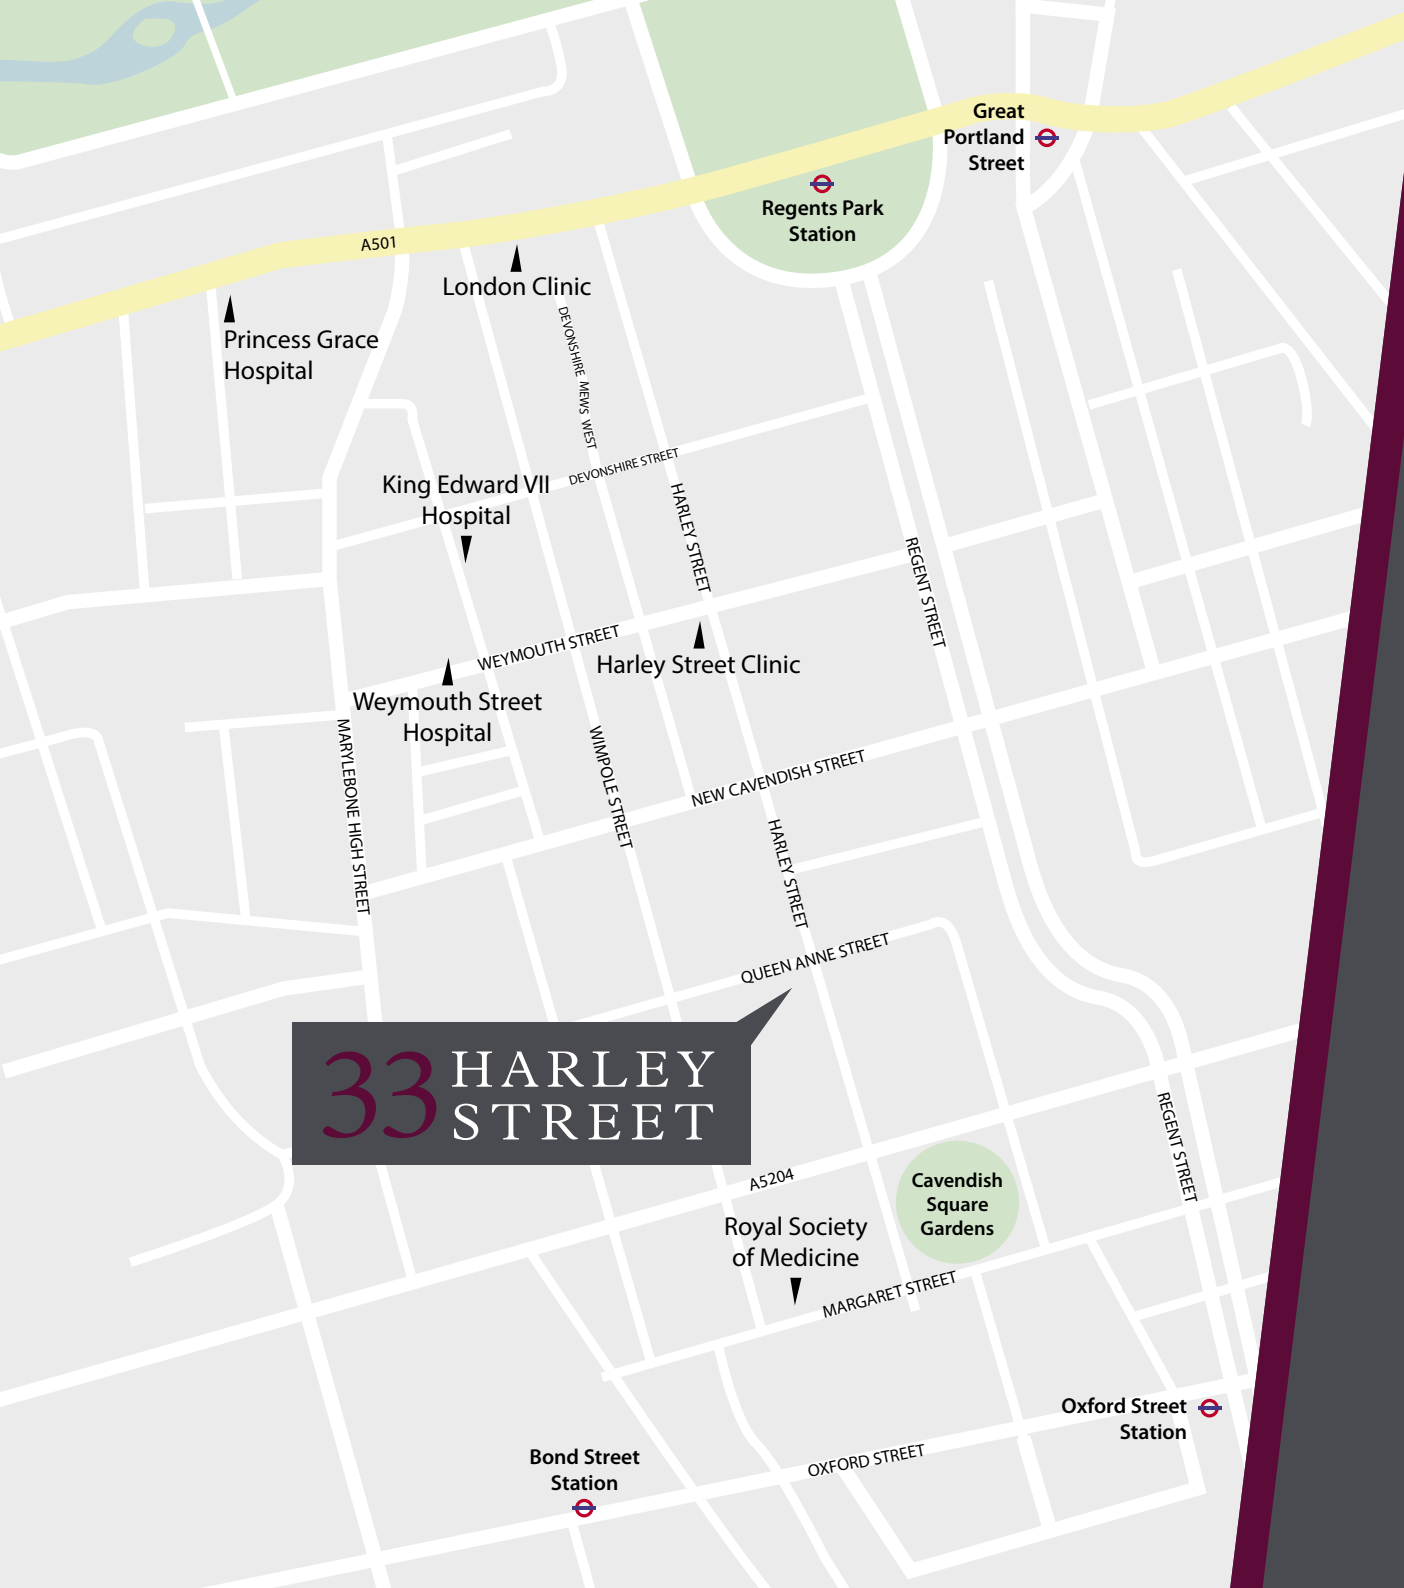 Great
Portland
Street
Regents Park
Station
A501
London Clinic
Princess Grace
Hospital
DEVONSHIRE MEWS WEST
DEVONSHIRE STREET
King Edward VII
Hospital
HARLEY STREET
REGENT STREET
WEYMOUTH STREET
Harley Street Clinic
Weymouth Street
Hospital
MARYLEBONE HIGH STREET
WIMPOLE STREET
NEW CAVENDISH STREET
HARLEY STREET
QUEEN ANNE STREET
33 HARLEY
STREET
REGENT STREET
A5204
Cavendish
Square
Gardens
Royal Society
of Medicine
MARGARET STREET
Oxford Street
Station
Bond Street
Station
OXFORD STREET